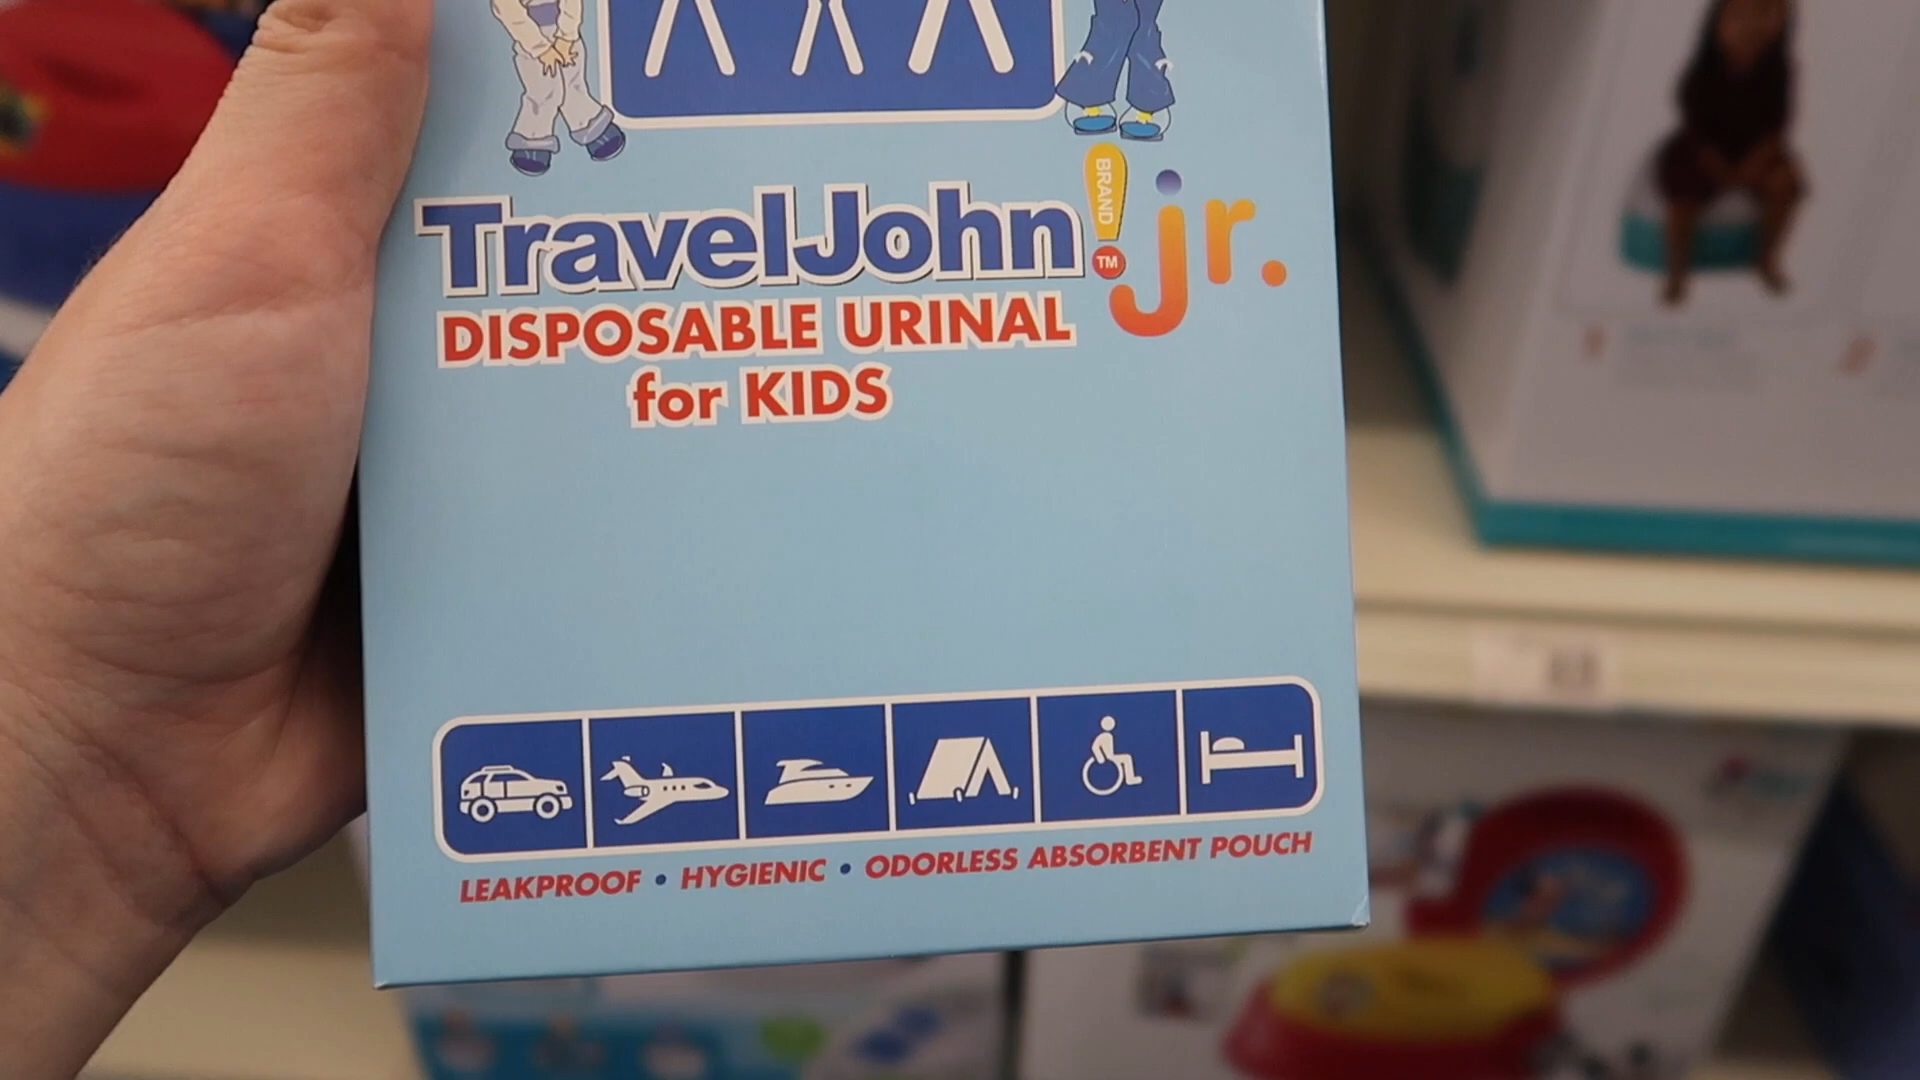 TravelJohn
BRAND
TM
jr.
DISPOSABLE URINAL
for KIDS
LEAKPROOF • HYGIENIC • ODORLESS ABSORBENT POUCH